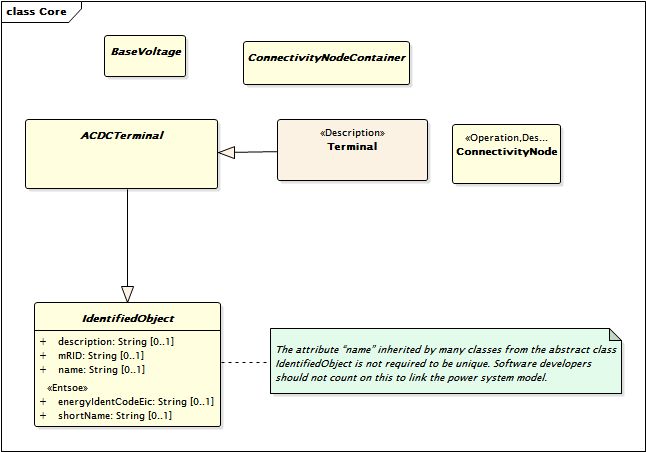 class Core
BaseVoltage
ConnectivityNodeContainer
ACDCTerminal
«Description»
Terminal
«Operation,Des...
ConnectivityNode
IdentifiedObject
+ description: String [0..1]
+ mRID: String [0..1]
+ name: String [0..1]
«Entsoe»
+ energyIdentCodeEic: String [0..1]
+ shortName: String [0..1]
The attribute “name” inherited by many classes from the abstract class
IdentifiedObject is not required to be unique. Software developers
should not count on this to link the power system model.